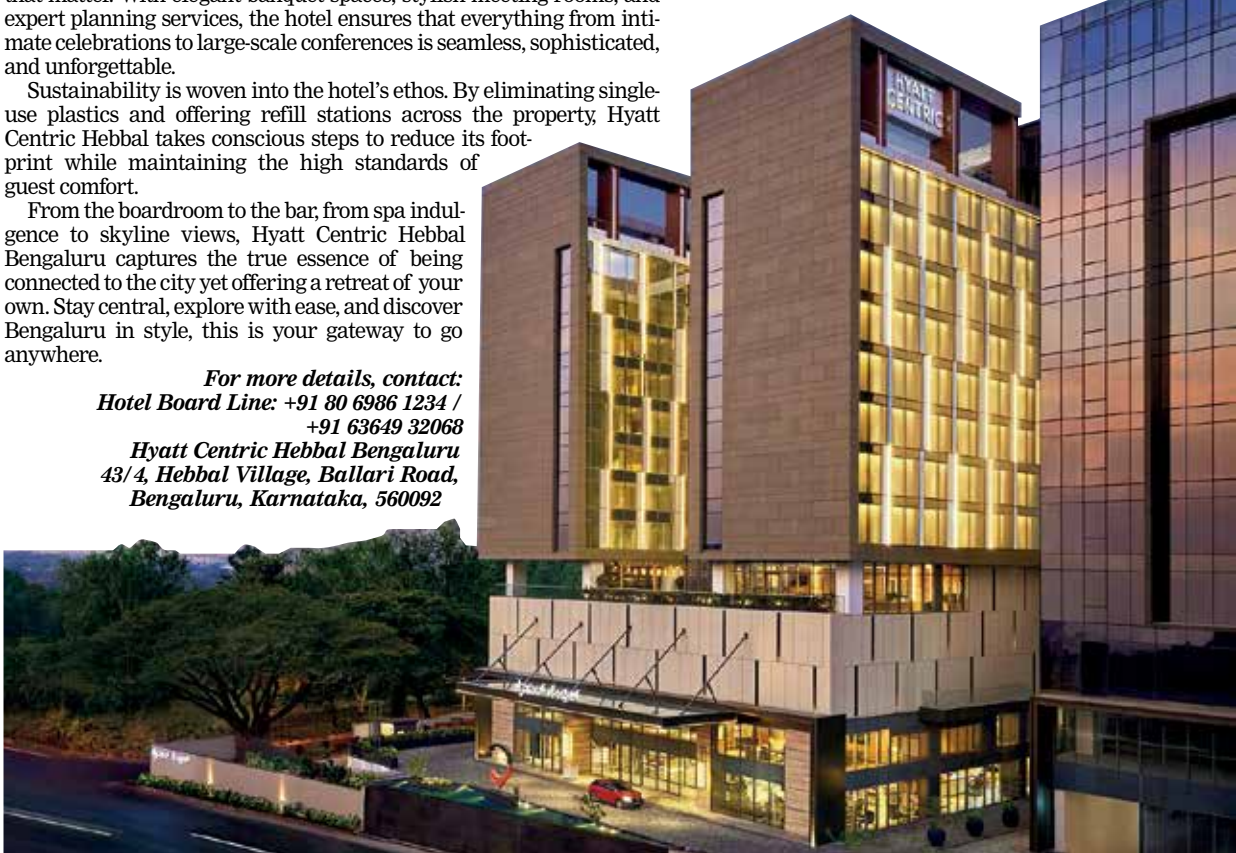 that matter. With elegant banquet spaces, stylish meeting rooms, and
expert planning services, the hotel ensures that everything from inti-
mate celebrations to large-scale conferences is seamless, sophisticated,
and unforgettable.
Sustainability is woven into the hotel's ethos. By eliminating single-
use plastics and offering refill stations across the property, Hyatt
Centric Hebbal takes conscious steps to reduce its foot-
print while maintaining the high standards of
guest comfort.
From the boardroom to the bar, from spa indul-
gence to skyline views, Hyatt Centric Hebbal
Bengaluru captures the true essence of being
connected to the city yet offering a retreat of your
own. Stay central, explore with ease, and discover
Bengaluru in style, this is your gateway to go
anywhere.
For more details, contact:
Hotel Board Line: +91 80 6986 1234 /
+91 63649 32068
Hyatt Centric Hebbal Bengaluru
43/4, Hebbal Village, Ballari Road,
Bengaluru, Karnataka, 560092
HYATT
CENTRIC